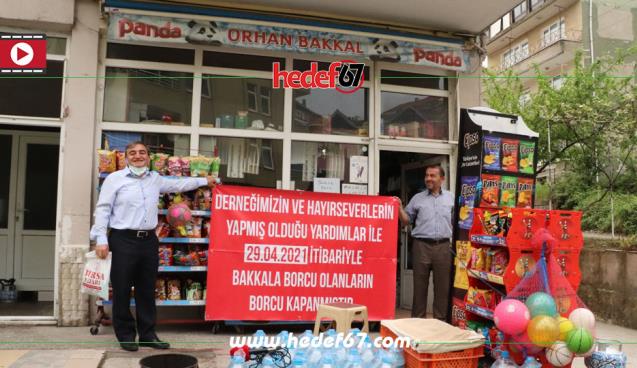 Panda
ORHAN BAKKAL
Panda
hedef67
DERNEĞİMİZİN VE HAYIRSEVERLERİN
YAPMIŞ OLDUĞU YARDIMLAR İLE
29.04.2021 İTİBARİYLE
BAKKALA BORCU OLANLARIN
BORCU KAPANMIŞTIR
www.hedef67.com